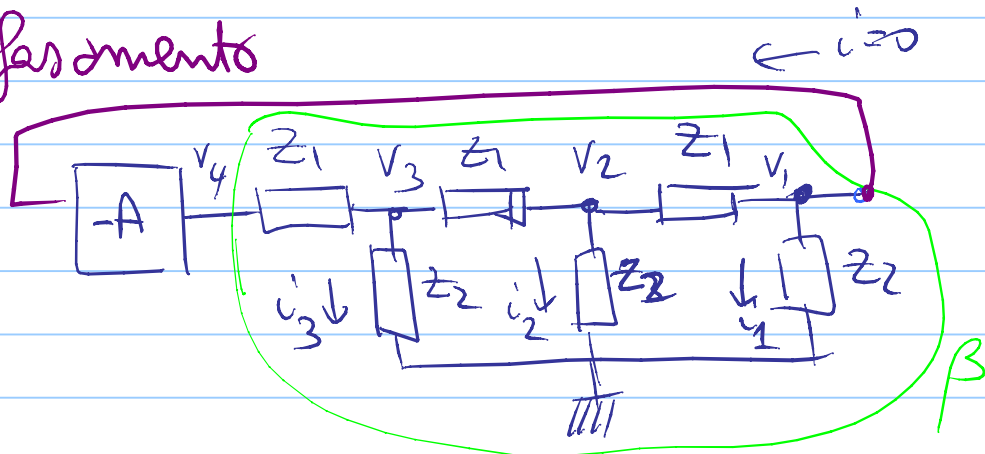 fasamento
← i=0
V4 Z1 V3 Z1 V2 Z1 V1
-A
i3 ↓ Z2 i2 ↓ Z2 ↓ i1 Z2
β